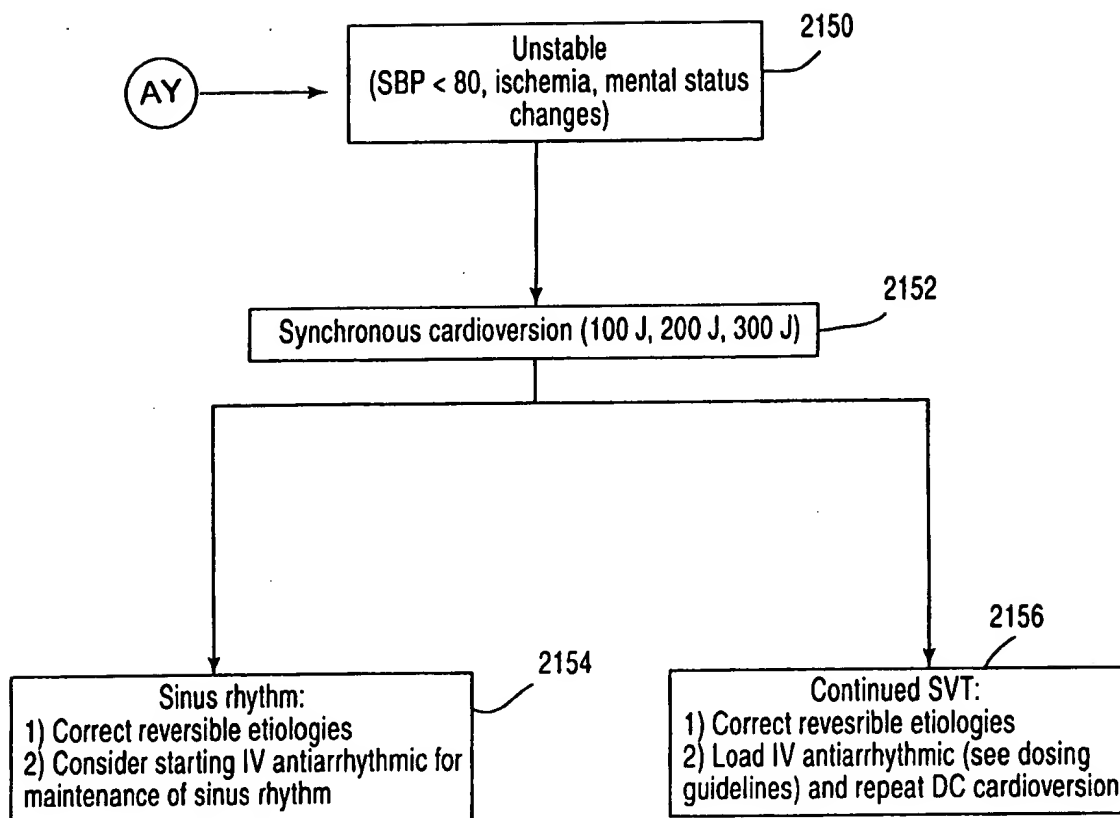 2150
Unstable
(SBP < 80, ischemia, mental status
changes)
AY
2152
Synchronous cardioversion (100 J, 200 J, 300 J)
2154
Sinus rhythm:
1) Correct reversible etiologies
2) Consider starting IV antiarrhythmic for
maintenance of sinus rhythm
2156
Continued SVT:
1) Correct revesrible etiologies
2) Load IV antiarrhythmic (see dosing
guidelines) and repeat DC cardioversion